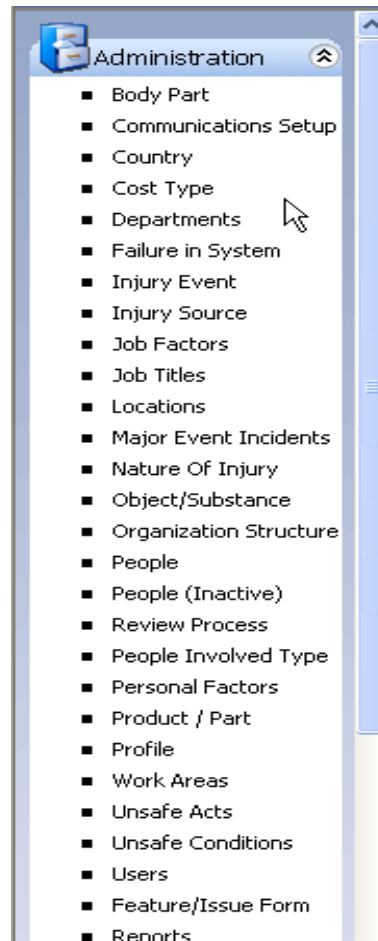 Administration
Body Part
Communications Setup
Country
Cost Type
Departments
Failure in System
Injury Event
Injury Source
Job Factors
Job Titles
Locations
Major Event Incidents
Nature Of Injury
Object/Substance
Organization Structure
People
People (Inactive)
Review Process
People Involved Type
Personal Factors
Product / Part
Profile
Work Areas
Unsafe Acts
Unsafe Conditions
Users
Feature/Issue Form
Reports